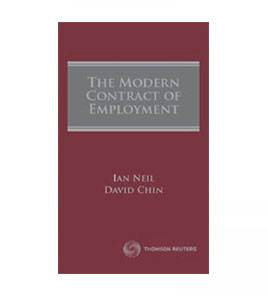 THE MODERN
CONTRACT OF
EMPLOYMENT
IAN NEIL
DAVID CHIN
THOMSON REUTERS